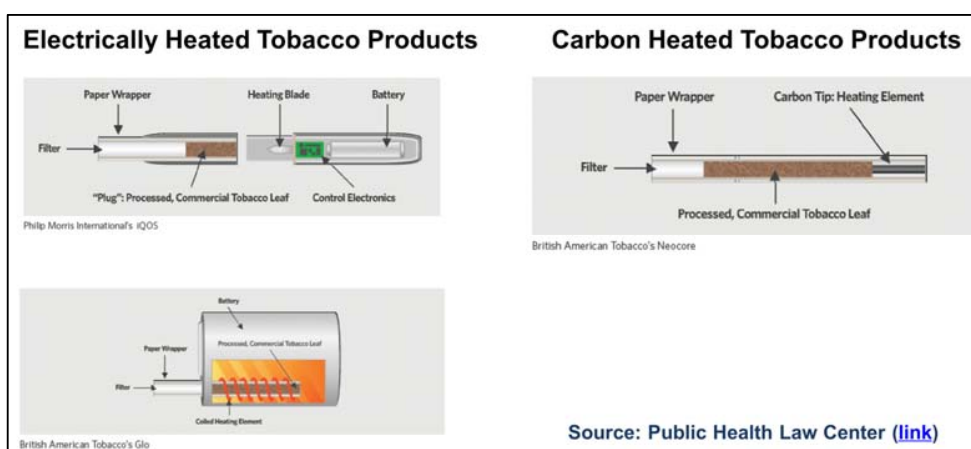 Electrically Heated Tobacco Products
Paper Wrapper
Heating Blade
Battery
Filter
"Plug": Processed, Commercial Tobacco Leaf
Control Electronics
Philip Morris International's iQOS
Battery
Processed, Commercial Tobacco Leaf
Paper Wrapper
Filter
Coiled Heating Element
British American Tobacco's Glo
Carbon Heated Tobacco Products
Paper Wrapper
Carbon Tip: Heating Element
Filter
Processed, Commercial Tobacco Leaf
British American Tobacco's Neocore
Source: Public Health Law Center (link)